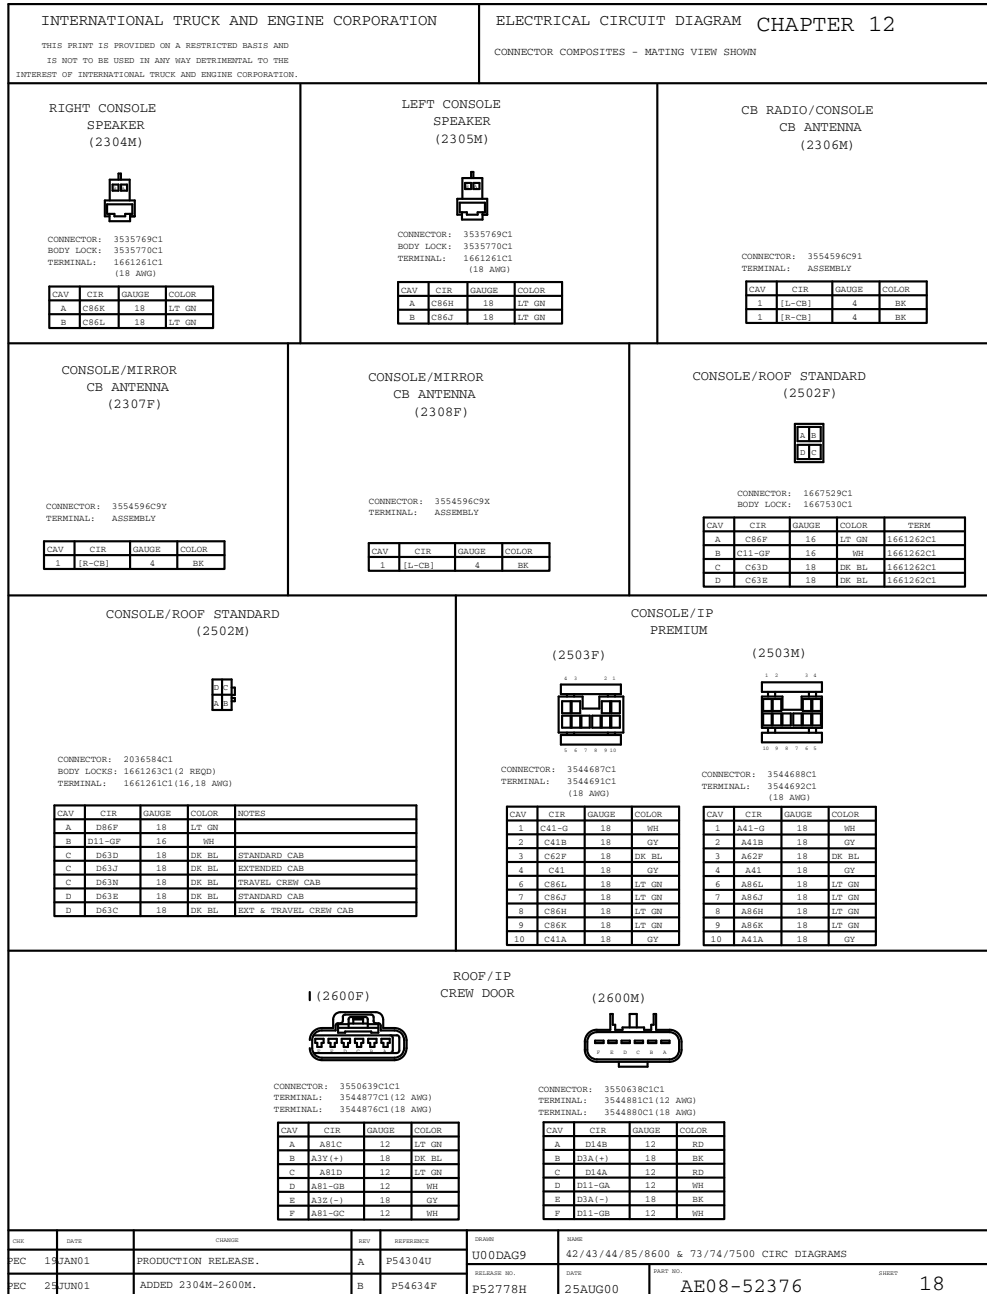 INTERNATIONAL TRUCK AND ENGINE CORPORATION
THIS PRINT IS PROVIDED ON A RESTRICTED BASIS AND
IS NOT TO BE USED IN ANY WAY DETRIMENTAL TO THE
INTEREST OF INTERNATIONAL TRUCK AND ENGINE CORPORATION.
ELECTRICAL CIRCUIT DIAGRAM CHAPTER 12
CONNECTOR COMPOSITES - MATING VIEW SHOWN
RIGHT CONSOLE
SPEAKER
(2304M)
CONNECTOR: 3535769C1
BODY LOCK: 3535770C1
TERMINAL: 1661261C1
(18 AWG)
CAV CIR GAUGE COLOR
A C86K 18 LT GN
B C86L 18 LT GN
LEFT CONSOLE
SPEAKER
(2305M)
CONNECTOR: 3535769C1
BODY LOCK: 3535770C1
TERMINAL: 1661261C1
(18 AWG)
CAV CIR GAUGE COLOR
A C86H 18 LT GN
B C86J 18 LT GN
CB RADIO/CONSOLE
CB ANTENNA
(2306M)
CONNECTOR: 3554596C91
TERMINAL: ASSEMBLY
CAV CIR GAUGE COLOR
1 [L-CB] 4 BK
1 [R-CB] 4 BK
CONSOLE/MIRROR
CB ANTENNA
(2307F)
CONNECTOR: 3554596C9Y
TERMINAL: ASSEMBLY
CAV CIR GAUGE COLOR
1 [R-CB] 4 BK
CONSOLE/MIRROR
CB ANTENNA
(2308F)
CONNECTOR: 3554596C9X
TERMINAL: ASSEMBLY
CAV CIR GAUGE COLOR
1 [L-CB] 4 BK
CONSOLE/ROOF STANDARD
(2502F)
A B
D C
CONNECTOR: 1667529C1
BODY LOCK: 1667530C1
CAV CIR GAUGE COLOR TERM
A C86F 16 LT GN 1661262C1
B C11-GF 16 WH 1661262C1
C C63D 18 DK BL 1661262C1
D C63E 18 DK BL 1661262C1
CONSOLE/ROOF STANDARD
(2502M)
D C
A B
CONNECTOR: 2036584C1
BODY LOCKS: 1661263C1(2 REQD)
TERMINAL: 1661261C1(16,18 AWG)
CAV CIR GAUGE COLOR NOTES
A D86F 18 LT GN
B D11-GF 16 WH
C D63D 18 DK BL STANDARD CAB
C D63J 18 DK BL EXTENDED CAB
C D63N 18 DK BL TRAVEL CREW CAB
D D63E 18 DK BL STANDARD CAB
D D63C 18 DK BL EXT & TRAVEL CREW CAB
CONSOLE/IP
PREMIUM
(2503F)
4 3 2 1
5 6 7 8 9 10
CONNECTOR: 3544687C1
TERMINAL: 3544691C1
(18 AWG)
CAV CIR GAUGE COLOR
1 C41-G 18 WH
2 C41B 18 GY
3 C62F 18 DK BL
4 C41 18 GY
6 C86L 18 LT GN
7 C86J 18 LT GN
8 C86H 18 LT GN
9 C86K 18 LT GN
10 C41A 18 GY
(2503M)
1 2 3 4
10 9 8 7 6 5
CONNECTOR: 3544688C1
TERMINAL: 3544692C1
(18 AWG)
CAV CIR GAUGE COLOR
1 A41-G 18 WH
2 A41B 18 GY
3 A62F 18 DK BL
4 A41 18 GY
6 A86L 18 LT GN
7 A86J 18 LT GN
8 A86H 18 LT GN
9 A86K 18 LT GN
10 A41A 18 GY
ROOF/IP
CREW DOOR
(2600F)
CONNECTOR: 3550639C1C1
TERMINAL: 3544877C1(12 AWG)
TERMINAL: 3544876C1(18 AWG)
CAV CIR GAUGE COLOR
A A81C 12 LT GN
B A3Y(+) 18 DK BL
C A81D 12 LT GN
D A81-GB 12 WH
E A3Z(-) 18 GY
F A81-GC 12 WH
(2600M)
F E D C B A
CONNECTOR: 3550638C1C1
TERMINAL: 3544881C1(12 AWG)
TERMINAL: 3544880C1(18 AWG)
CAV CIR GAUGE COLOR
A D14B 12 RD
B D3A(+) 18 BK
C D14A 12 RD
D D11-GA 12 WH
E D3A(-) 18 BK
F D11-GB 12 WH
CHK DATE CHANGE REV REFERENCE
PEC 19JAN01 PRODUCTION RELEASE. A P54304U
PEC 25JUN01 ADDED 2304M-2600M. B P54634F
DRAWN
U00DAG9
NAME
42/43/44/85/8600 & 73/74/7500 CIRC DIAGRAMS
RELEASE NO.
P52778H
DATE
25AUG00
PART NO.
AE08-52376
SHEET
18